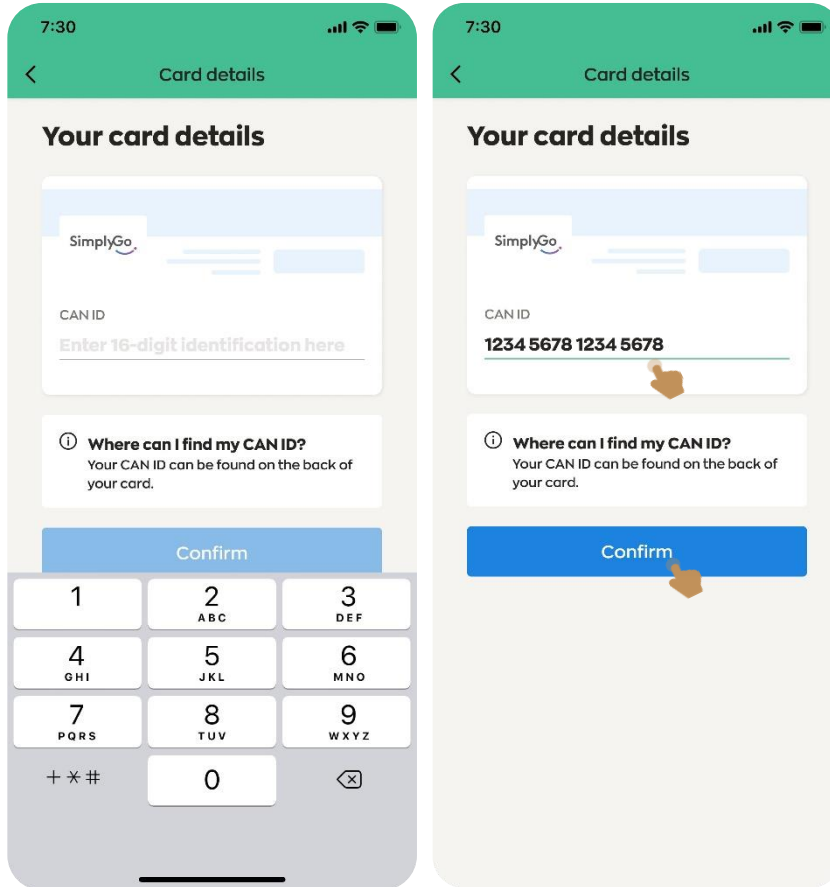 7:30
Card details
Your card details
SimplyGo
CAN ID
Enter 16-digit identification here
Where can I find my CAN ID?
Your CAN ID can be found on the back of
your card.
Confirm
1
2
ABC
3
DEF
4
GHI
5
JKL
6
MNO
7
PQRS
8
TUV
9
WXYZ
+*#
0
7:30
Card details
Your card details
SimplyGo
CAN ID
1234 5678 1234 5678
Where can I find my CAN ID?
Your CAN ID can be found on the back of
your card.
Confirm